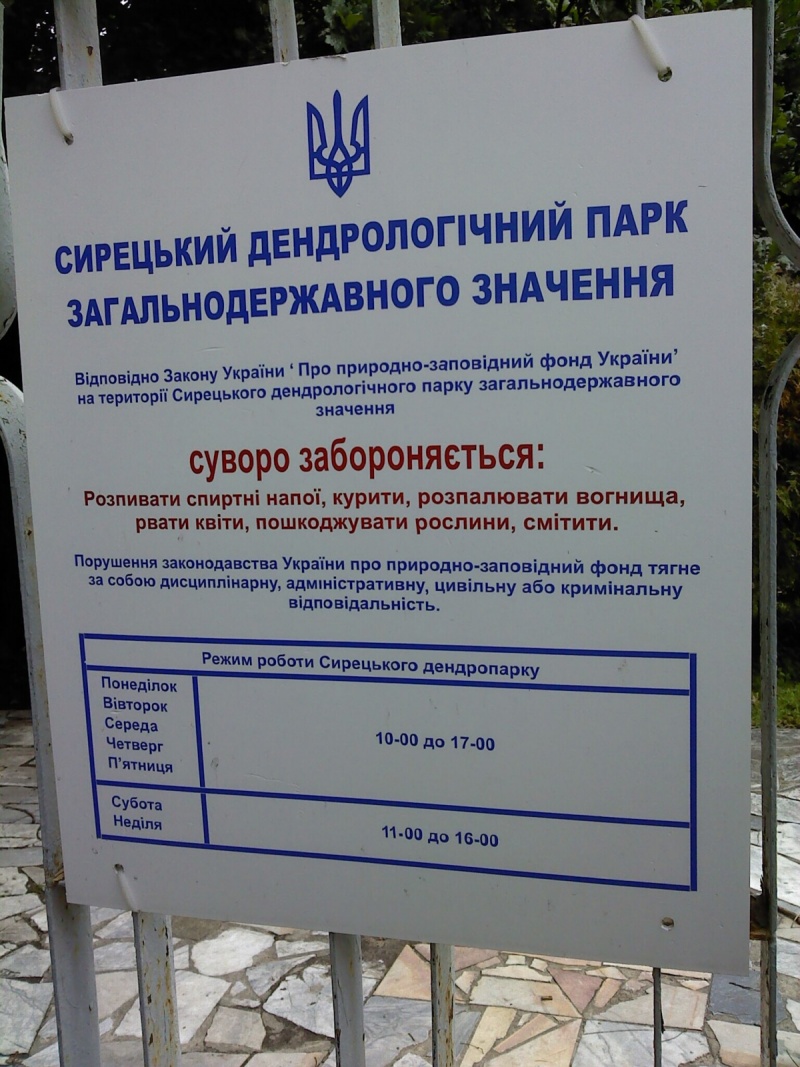 СИРЕЦЬКИЙ ДЕНДРОЛОГІЧНИЙ ПАРК
ЗАГАЛЬНОДЕРЖАВНОГО ЗНАЧЕННЯ
Відповідно Закону України ‘ Про природно-заповідний фонд України’
на території Сирецького дендрологічного парку загальнодержавного
значення
суворо забороняється:
Розпивати спиртні напої, курити, розпалювати вогнища,
рвати квіти, пошкоджувати рослини, смітити.
Порушення законодавства України про природно-заповідний фонд тягне
за собою дисциплінарну, адміністративну, цивільну або кримінальну
відповідальність.
Режим роботи Сирецького дендропарку
Понеділок
Вівторок
Середа
Четверг
П’ятниця
10-00 до 17-00
Субота
Неділя
11-00 до 16-00